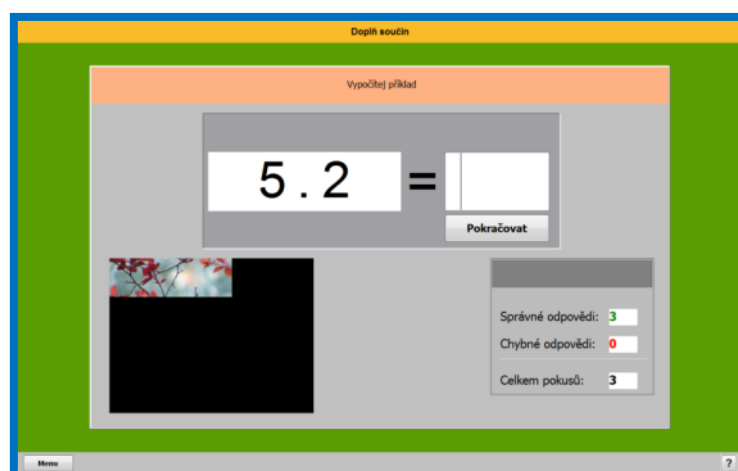 Doplň součin
Vypočítej příklad
5 . 2 =
Pokračovat
Správné odpovědi: 3
Chybné odpovědi: 0
Celkem pokusů: 3
Menu
?